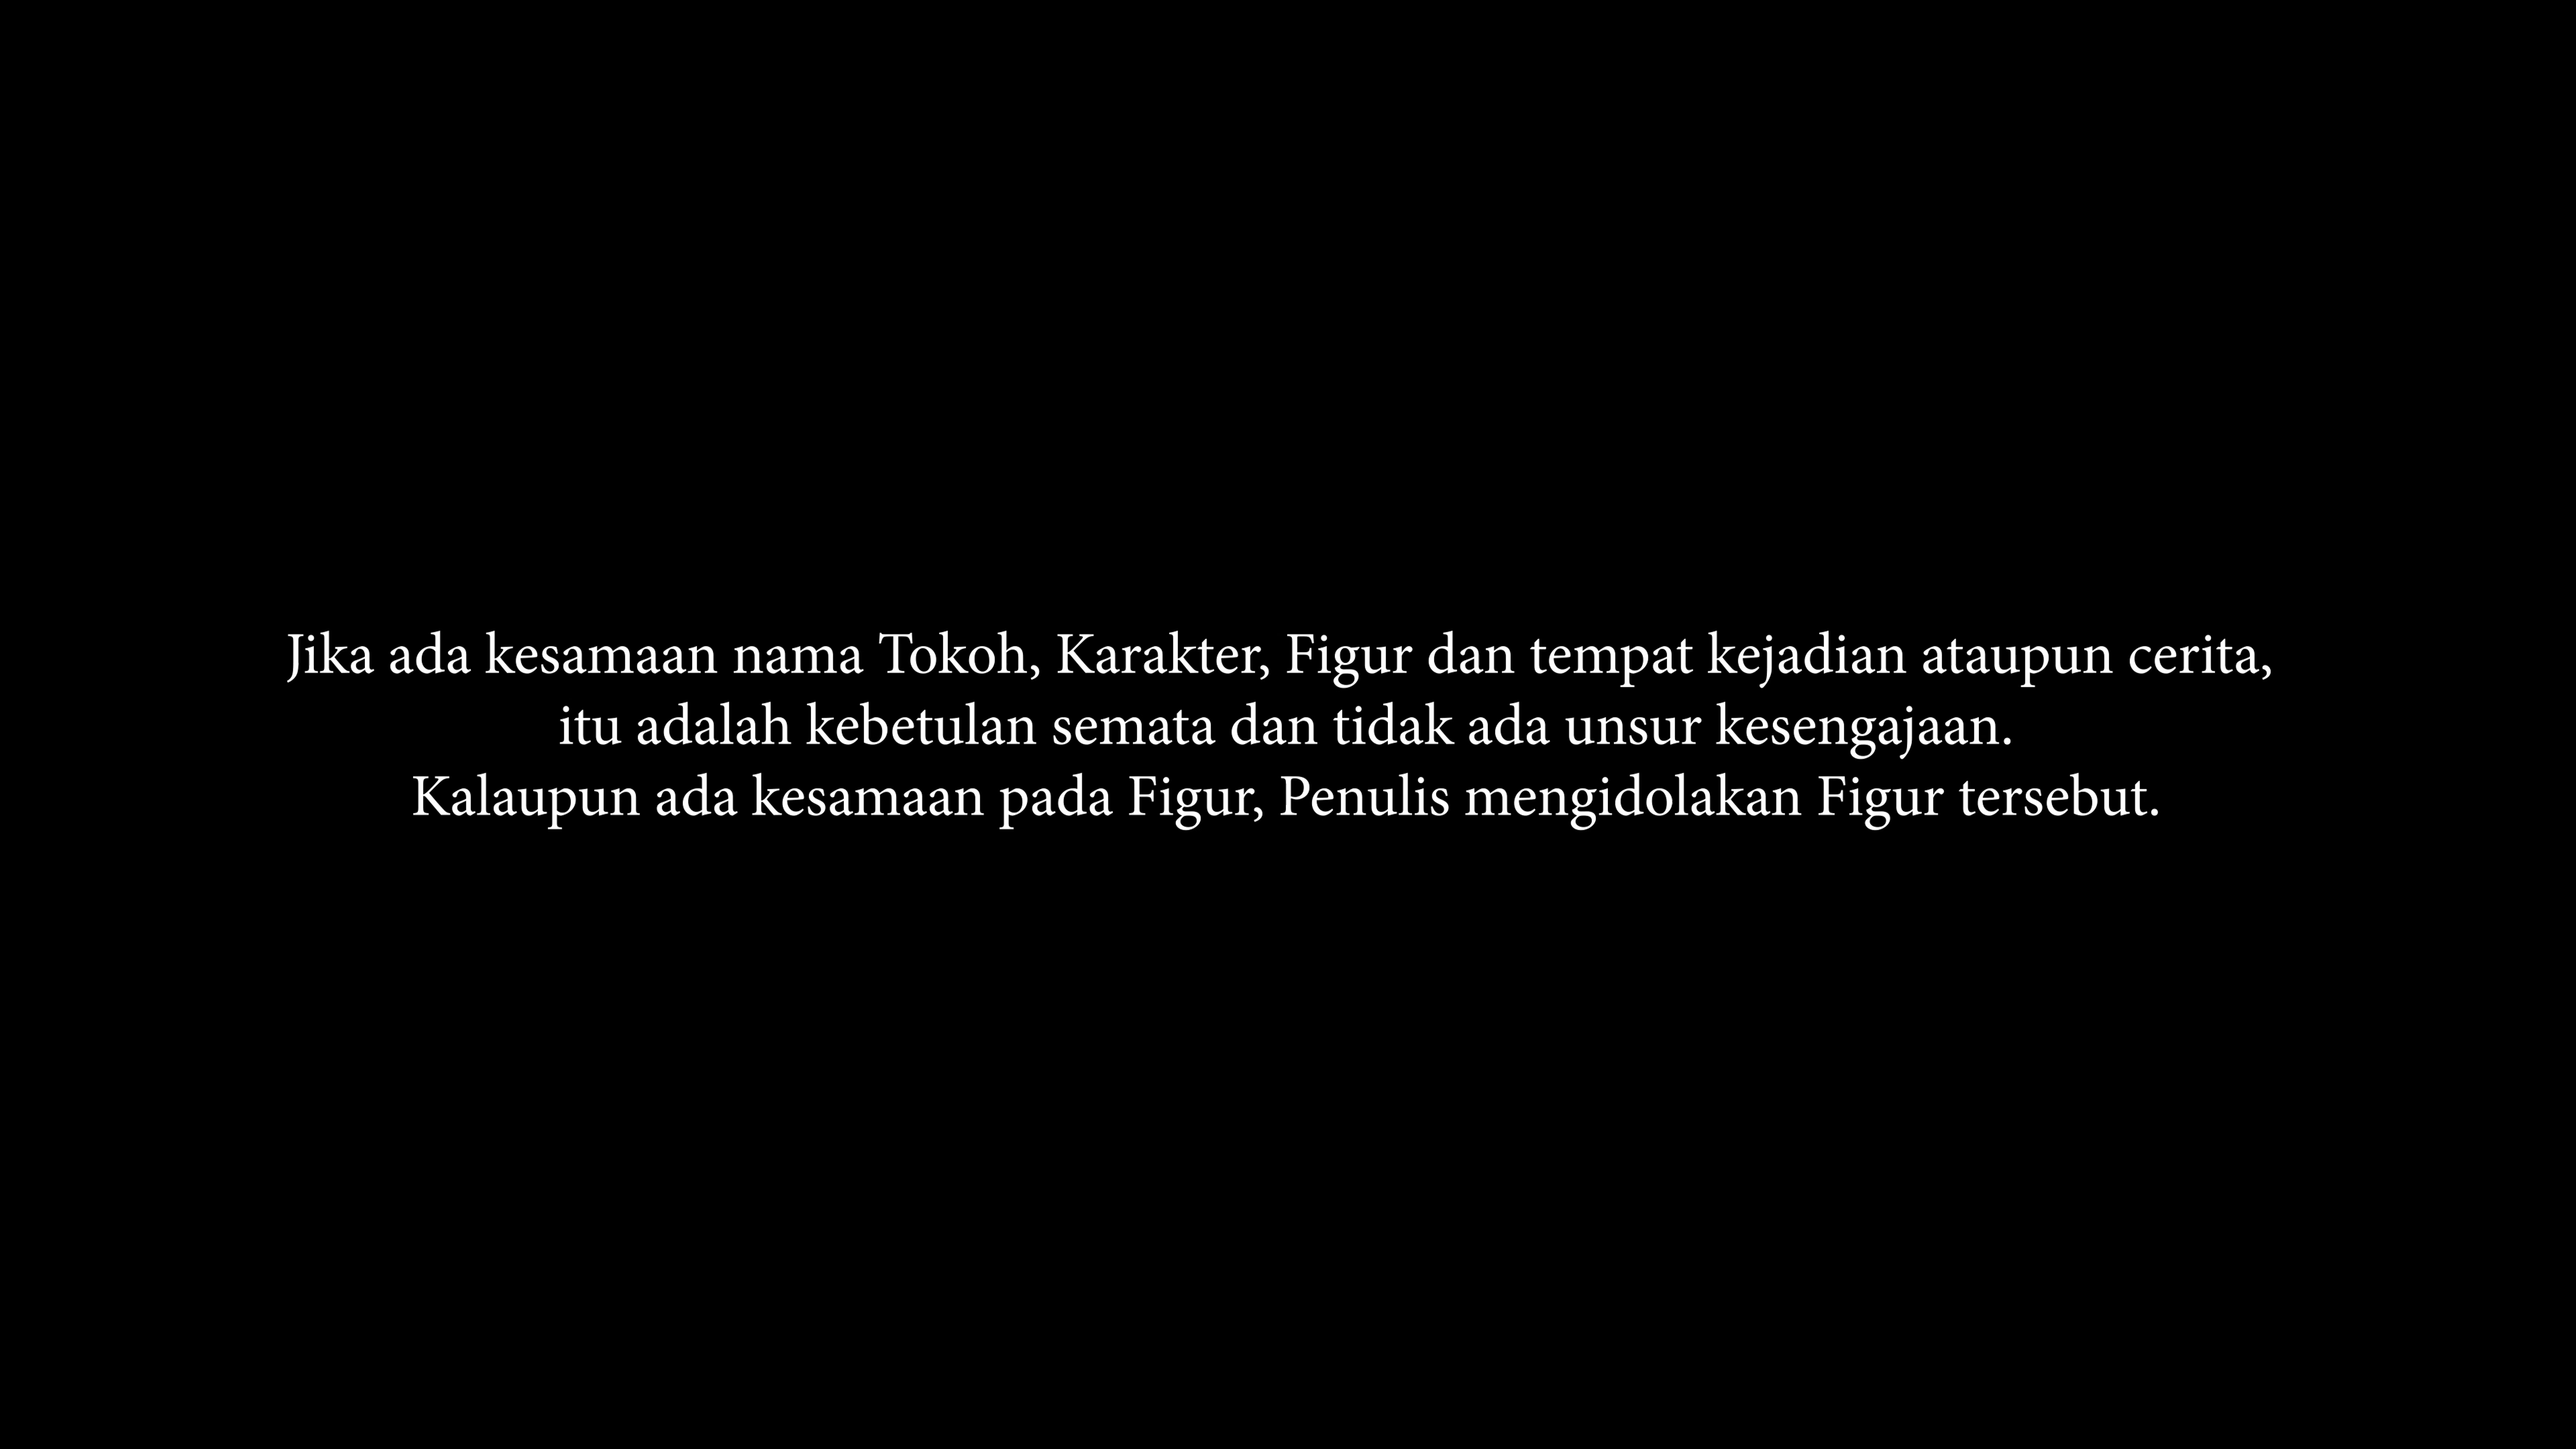 Jika ada kesamaan nama Tokoh, Karakter, Figur dan tempat kejadian ataupun cerita,
itu adalah kebetulan semata dan tidak ada unsur kesengajaan.
Kalaupun ada kesamaan pada Figur, Penulis mengidolakan Figur tersebut.